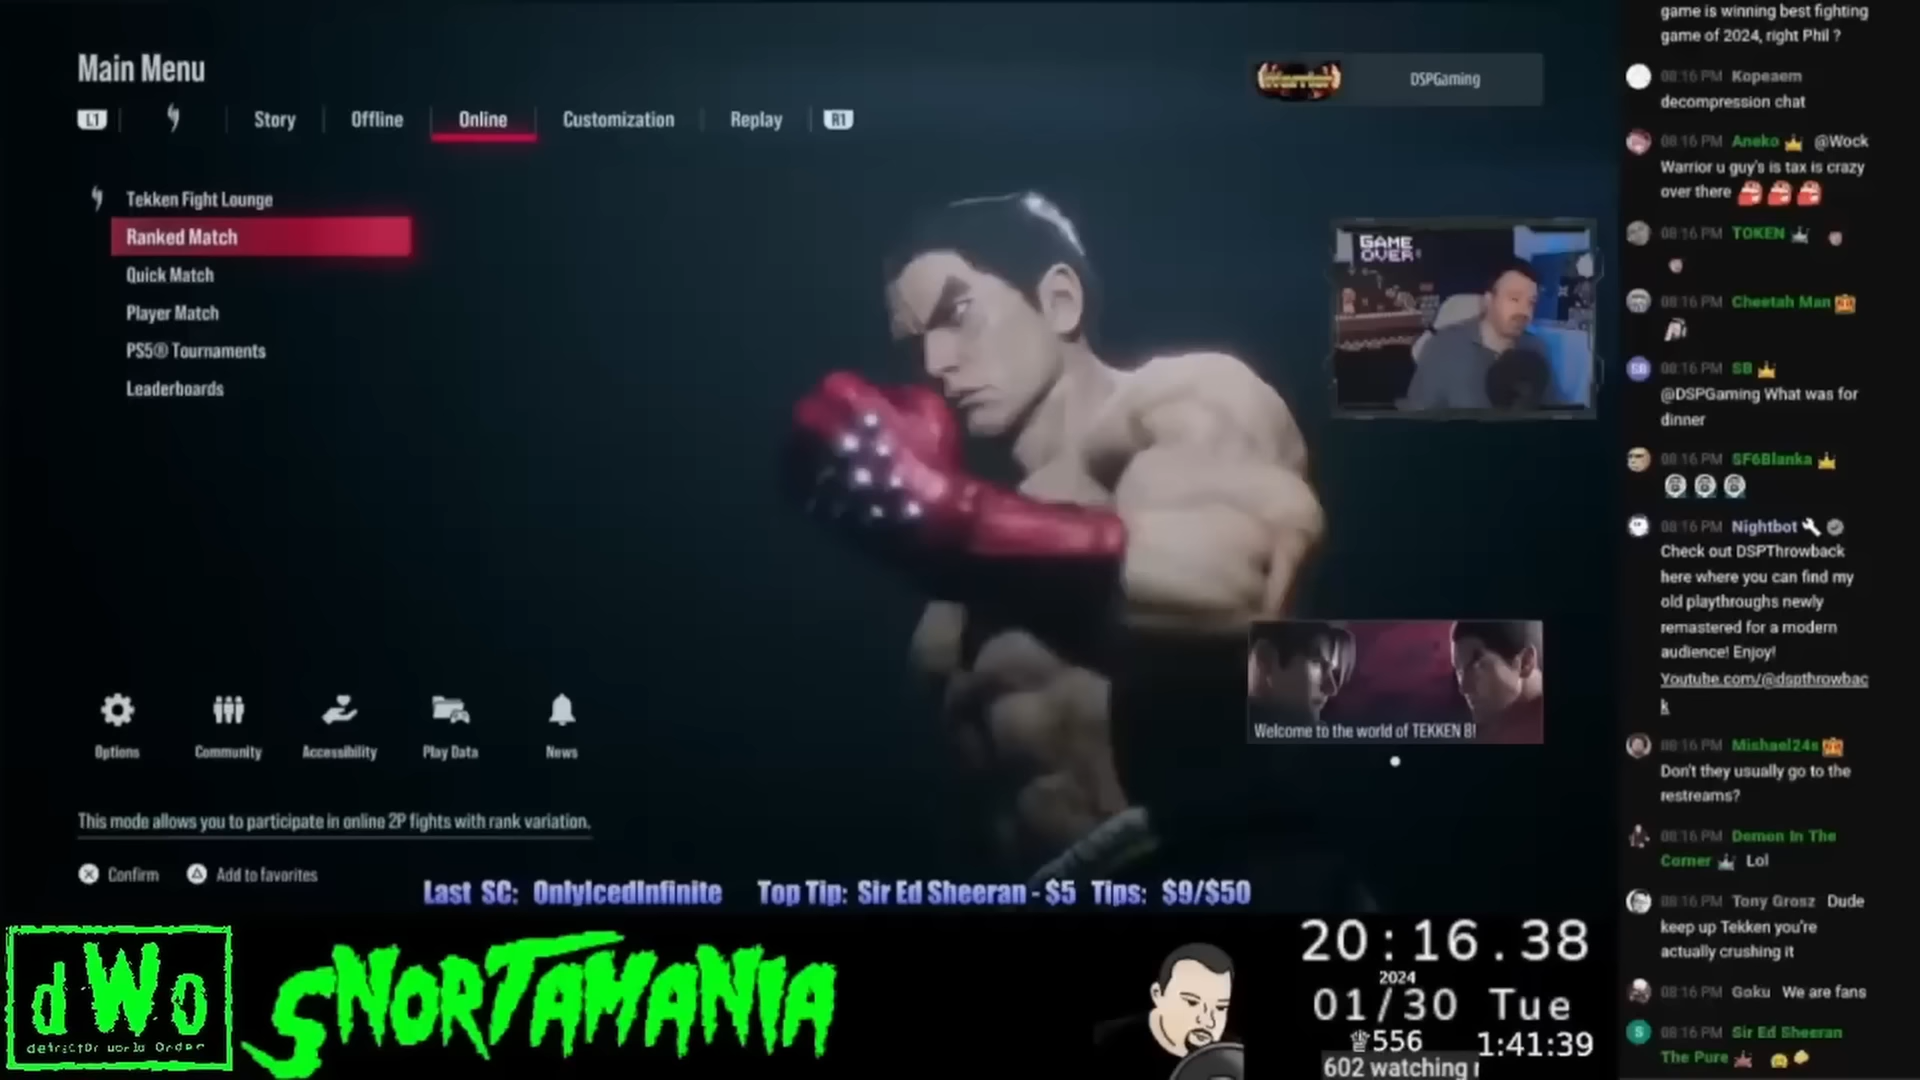 Main Menu
DSPGaming
L1
Story
Offline
Online
Customization
Replay
R1
Tekken Fight Lounge
Ranked Match
Quick Match
Player Match
PS5® Tournaments
Leaderboards
GAME
OVER
Welcome to the world of TEKKEN 8!
Options
Community
Accessibility
Play Data
News
This mode allows you to participate in online 2P fights with rank variation.
Confirm
Add to favorites
Last SC: OnlyIcedInfinite Top Tip: Sir Ed Sheeran - $5 Tips: $9/$50
dWo
detractor world Order
SNORTAMANIA
20:16.38
2024
01/30 Tue
556
1:41:39
602 watching
game is winning best fighting
game of 2024, right Phil ?
08:16 PM Kopeaem
decompression chat
08:16 PM Aneko @Wock
Warrior u guy's is tax is crazy
over there
08:16 PM TOKEN
08:16 PM Cheetah Man
SB 08:16 PM SB
@DSPGaming What was for
dinner
08:16 PM SF6Blanka
08:16 PM Nightbot
Check out DSPThrowback
here where you can find my
old playthroughs newly
remastered for a modern
audience! Enjoy!
Youtube.com/@dspthrowbac
k
08:16 PM Mishael24s
Don't they usually go to the
restreams?
08:16 PM Demon In The
Corner Lol
08:16 PM Tony Grosz Dude
keep up Tekken you're
actually crushing it
08:16 PM Goku We are fans
S 08:16 PM Sir Ed Sheeran
The Pure